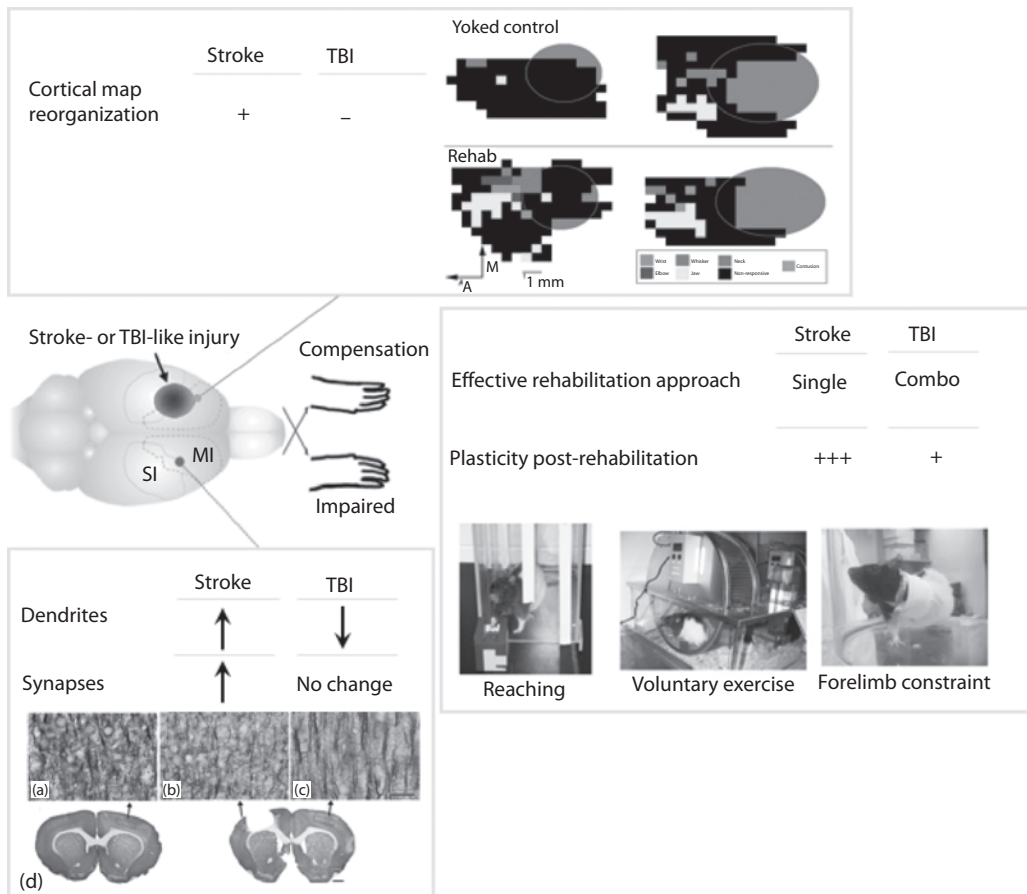 Stroke TBI
Cortical map
reorganization
+ –
Yoked control
Rehab
M
A
1 mm
Wrist Whisker Neck Contusion
Elbow Jaw Non-responsive
Stroke- or TBI-like injury
Compensation
MI
SI
Impaired
Stroke TBI
Effective rehabilitation approach Single Combo
Plasticity post-rehabilitation +++ +
Reaching Voluntary exercise Forelimb constraint
Stroke TBI
Dendrites
Synapses No change
(a) (b) (c)
(d)